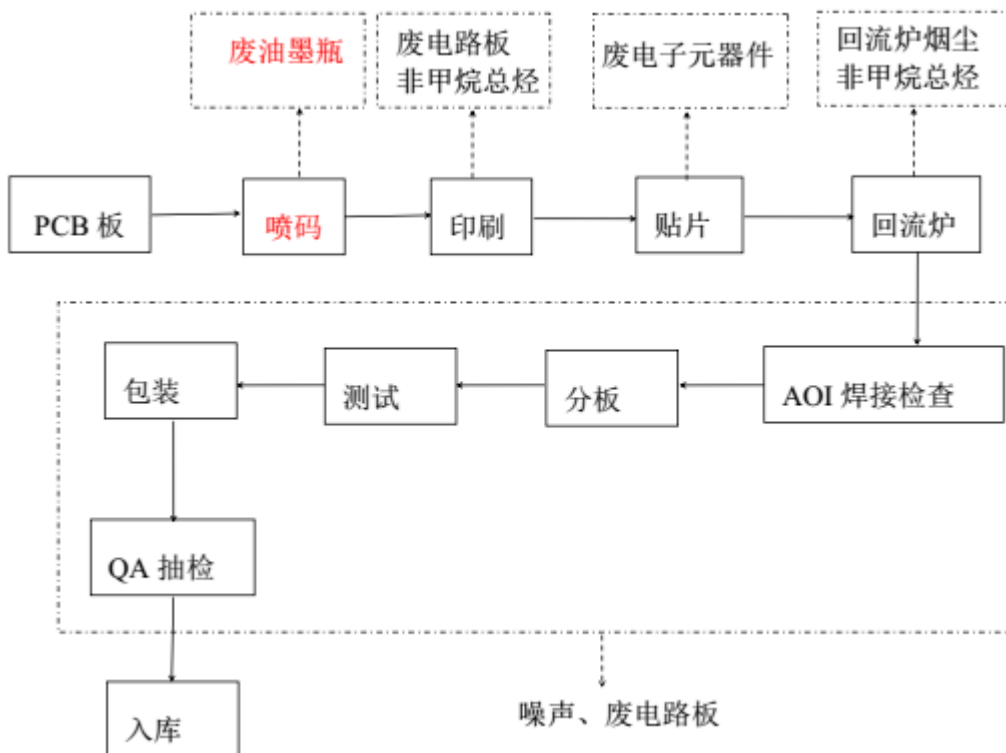 废油墨瓶
废电路板
非甲烷总烃
废电子元器件
回流炉烟尘
非甲烷总烃
PCB 板
喷码
印刷
贴片
回流炉
包装
测试
分板
AOI 焊接检查
QA 抽检
入库
噪声、废电路板